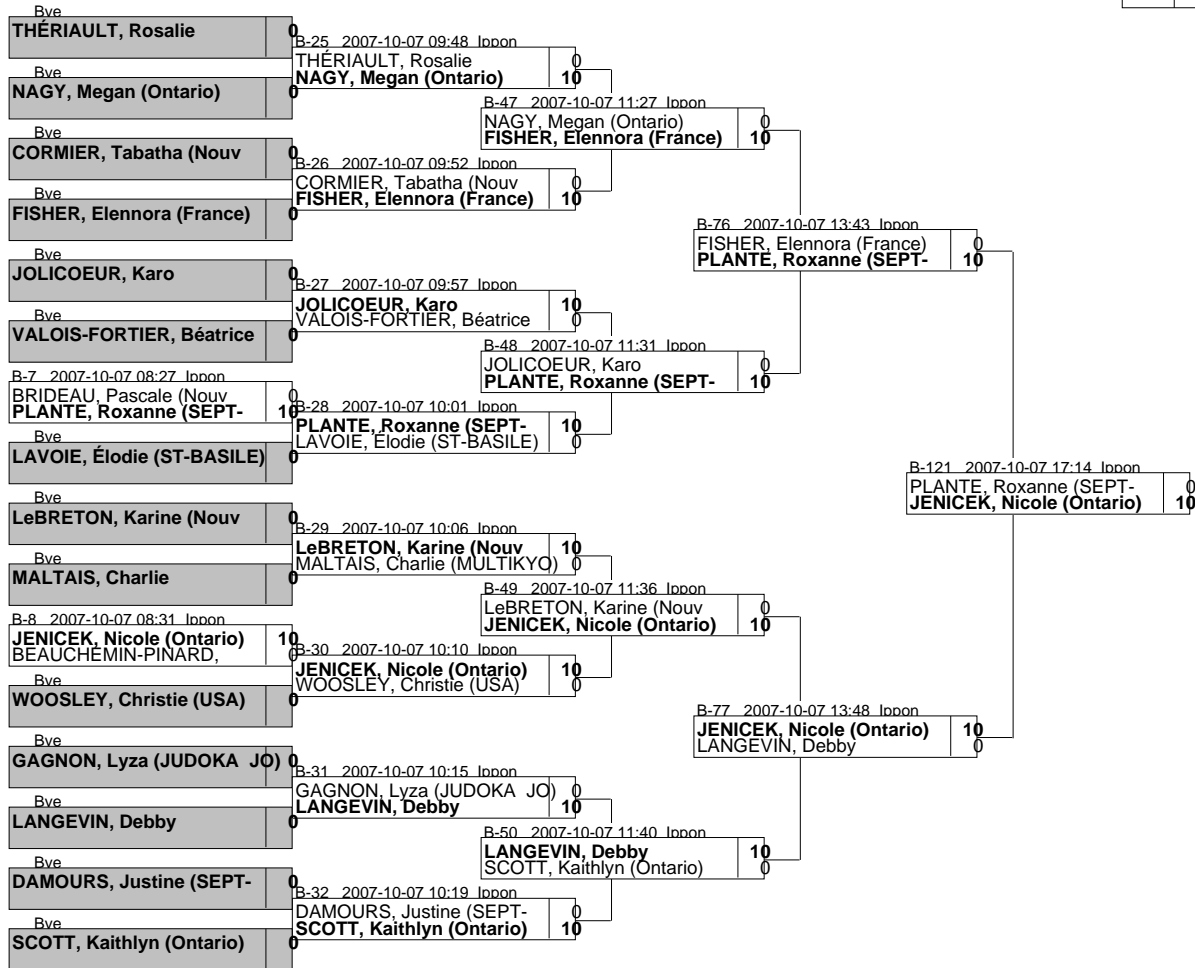 Bye
THÉRIAULT, Rosalie 0
Bye
NAGY, Megan (Ontario) 0
Bye
CORMIER, Tabatha (Nouv 0
Bye
FISHER, Elennora (France) 0
Bye
JOLICOEUR, Karo 0
Bye
VALOIS-FORTIER, Béatrice 0
B-7 2007-10-07 08:27 Ippon
BRIDEAU, Pascale (Nouv 0
PLANTE, Roxanne (SEPT- 10
Bye
LAVOIE, Élodie (ST-BASILE) 0
Bye
LeBRETON, Karine (Nouv 0
Bye
MALTAIS, Charlie 0
B-8 2007-10-07 08:31 Ippon
JENICEK, Nicole (Ontario) 10
BEAUCHEMIN-PINARD, 0
Bye
WOOSLEY, Christie (USA) 0
Bye
GAGNON, Lyza (JUDOKA JO) 0
Bye
LANGEVIN, Debby 0
Bye
DAMOURS, Justine (SEPT- 0
Bye
SCOTT, Kaithlyn (Ontario) 0
B-25 2007-10-07 09:48 Ippon
THÉRIAULT, Rosalie 0
NAGY, Megan (Ontario) 10
B-26 2007-10-07 09:52 Ippon
CORMIER, Tabatha (Nouv 0
FISHER, Elennora (France) 10
B-27 2007-10-07 09:57 Ippon
JOLICOEUR, Karo 10
VALOIS-FORTIER, Béatrice 0
B-28 2007-10-07 10:01 Ippon
PLANTE, Roxanne (SEPT- 10
LAVOIE, Élodie (ST-BASILE) 0
B-29 2007-10-07 10:06 Ippon
LeBRETON, Karine (Nouv 10
MALTAIS, Charlie (MULTIKYO) 0
B-30 2007-10-07 10:10 Ippon
JENICEK, Nicole (Ontario) 10
WOOSLEY, Christie (USA) 0
B-31 2007-10-07 10:15 Ippon
GAGNON, Lyza (JUDOKA JO) 0
LANGEVIN, Debby 10
B-32 2007-10-07 10:19 Ippon
DAMOURS, Justine (SEPT- 0
SCOTT, Kaithlyn (Ontario) 10
B-47 2007-10-07 11:27 Ippon
NAGY, Megan (Ontario) 0
FISHER, Elennora (France) 10
B-48 2007-10-07 11:31 Ippon
JOLICOEUR, Karo 0
PLANTE, Roxanne (SEPT- 10
B-49 2007-10-07 11:36 Ippon
LeBRETON, Karine (Nouv 0
JENICEK, Nicole (Ontario) 10
B-50 2007-10-07 11:40 Ippon
LANGEVIN, Debby 10
SCOTT, Kaithlyn (Ontario) 0
B-76 2007-10-07 13:43 Ippon
FISHER, Elennora (France) 0
PLANTE, Roxanne (SEPT- 10
B-77 2007-10-07 13:48 Ippon
JENICEK, Nicole (Ontario) 10
LANGEVIN, Debby 0
B-121 2007-10-07 17:14 Ippon
PLANTE, Roxanne (SEPT- 0
JENICEK, Nicole (Ontario) 10